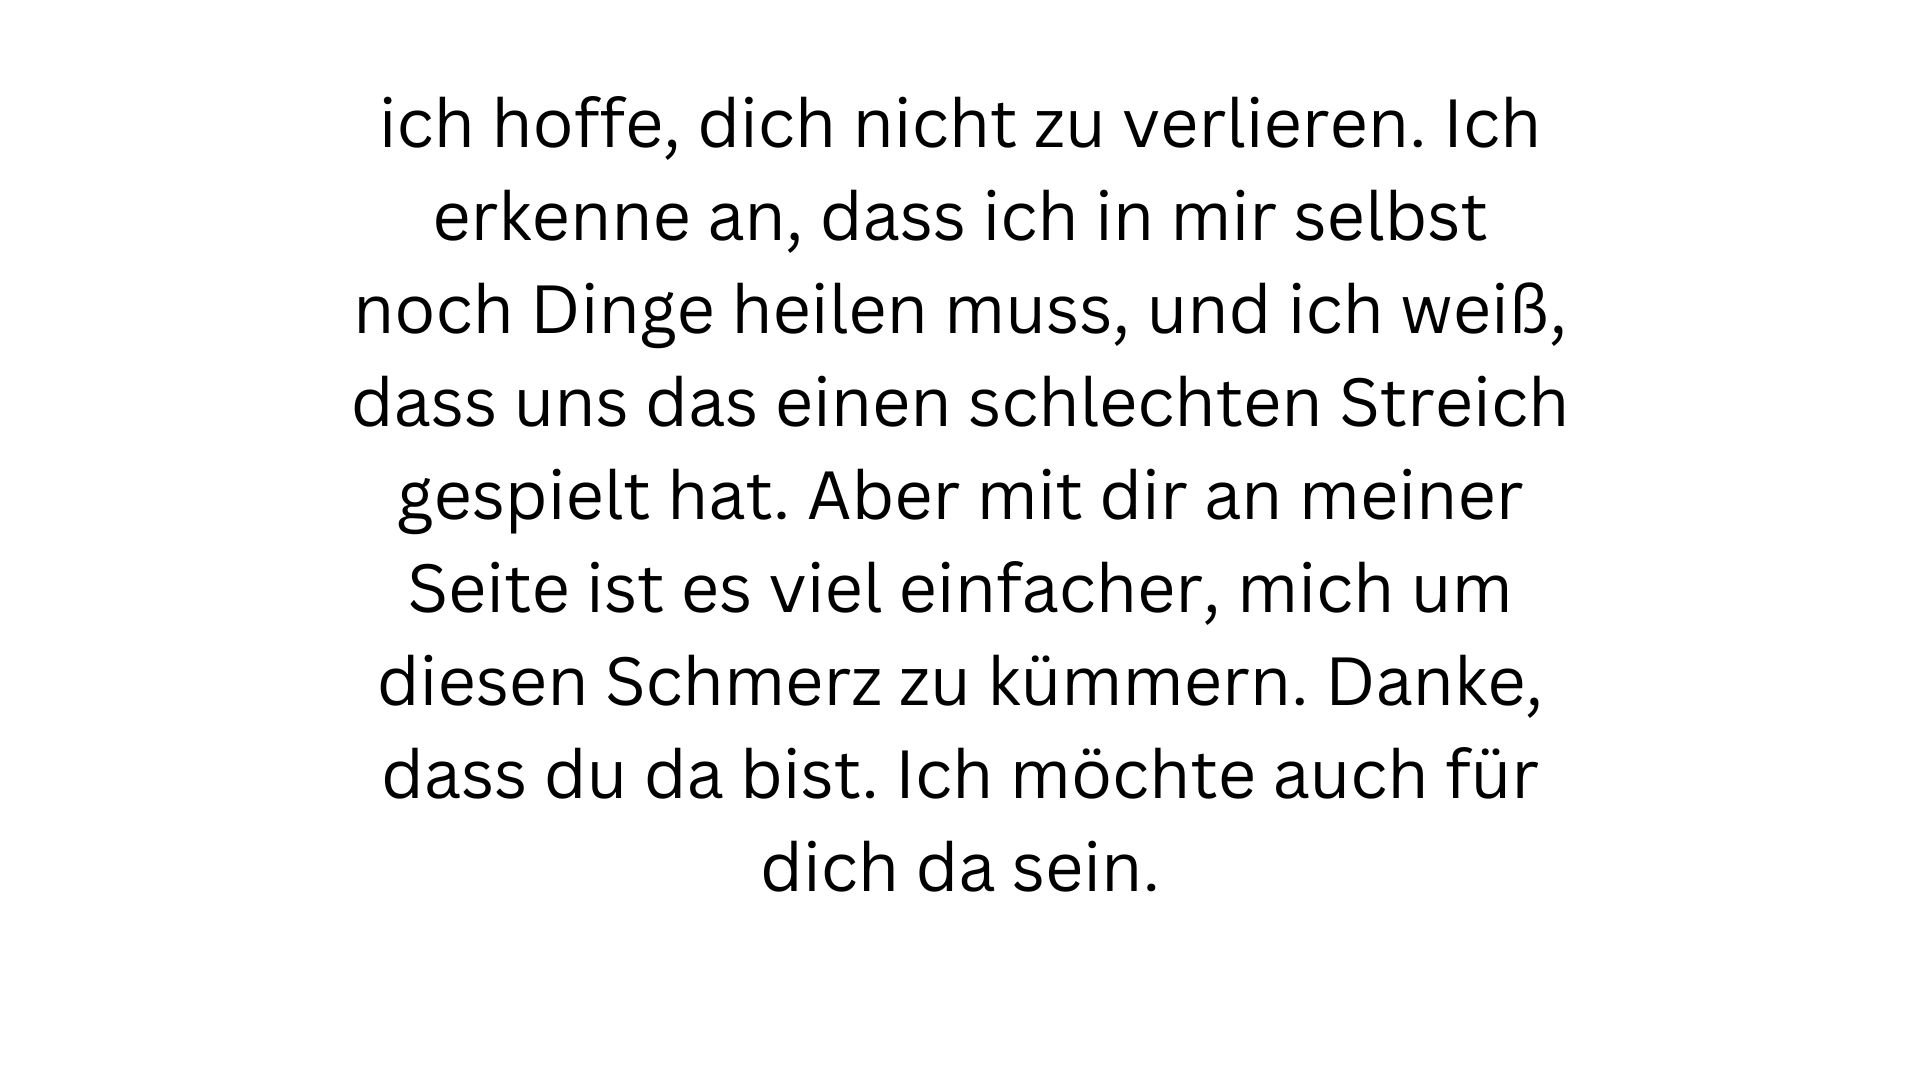 ich hoffe, dich nicht zu verlieren. Ich
erkenne an, dass ich in mir selbst
noch Dinge heilen muss, und ich weiß,
dass uns das einen schlechten Streich
gespielt hat. Aber mit dir an meiner
Seite ist es viel einfacher, mich um
diesen Schmerz zu kümmern. Danke,
dass du da bist. Ich möchte auch für
dich da sein.